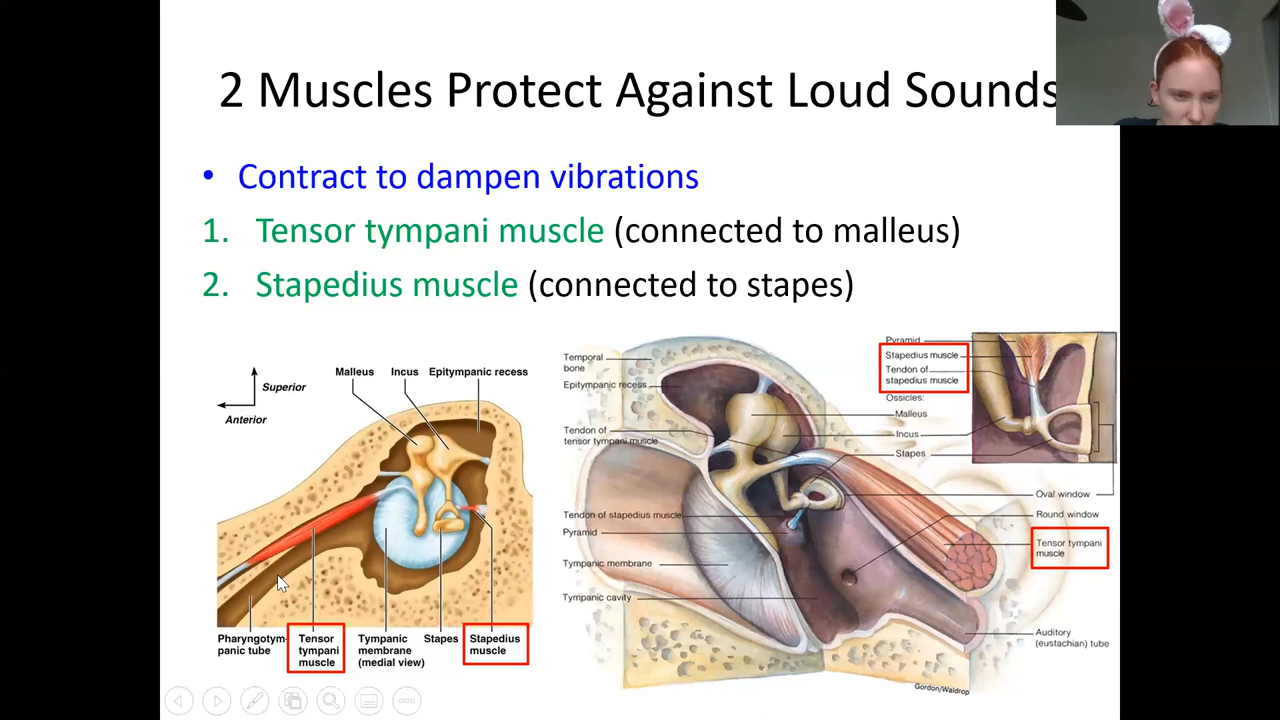 2 Muscles Protect Against Loud Sounds
• Contract to dampen vibrations
1. Tensor tympani muscle (connected to malleus)
2. Stapedius muscle (connected to stapes)
Superior
Anterior
Malleus
Incus
Epitympanic recess
Pharyngotym-
panic tube
Tensor
tympani
muscle
Tympanic
membrane
(medial view)
Stapes
Stapedius
muscle
Temporal
bone
Epitympanic recess
Tendon of
tensor tympani muscle
Tendon of stapedius muscle
Pyramid
Tympanic membrane
Tympanic cavity
Pyramid
Stapedius muscle
Tendon of
stapedius muscle
Ossicles:
Malleus
Incus
Stapes
Oval window
Round window
Tensor tympani
muscle
Auditory
(eustachian) tube
Gordon/Waldrop